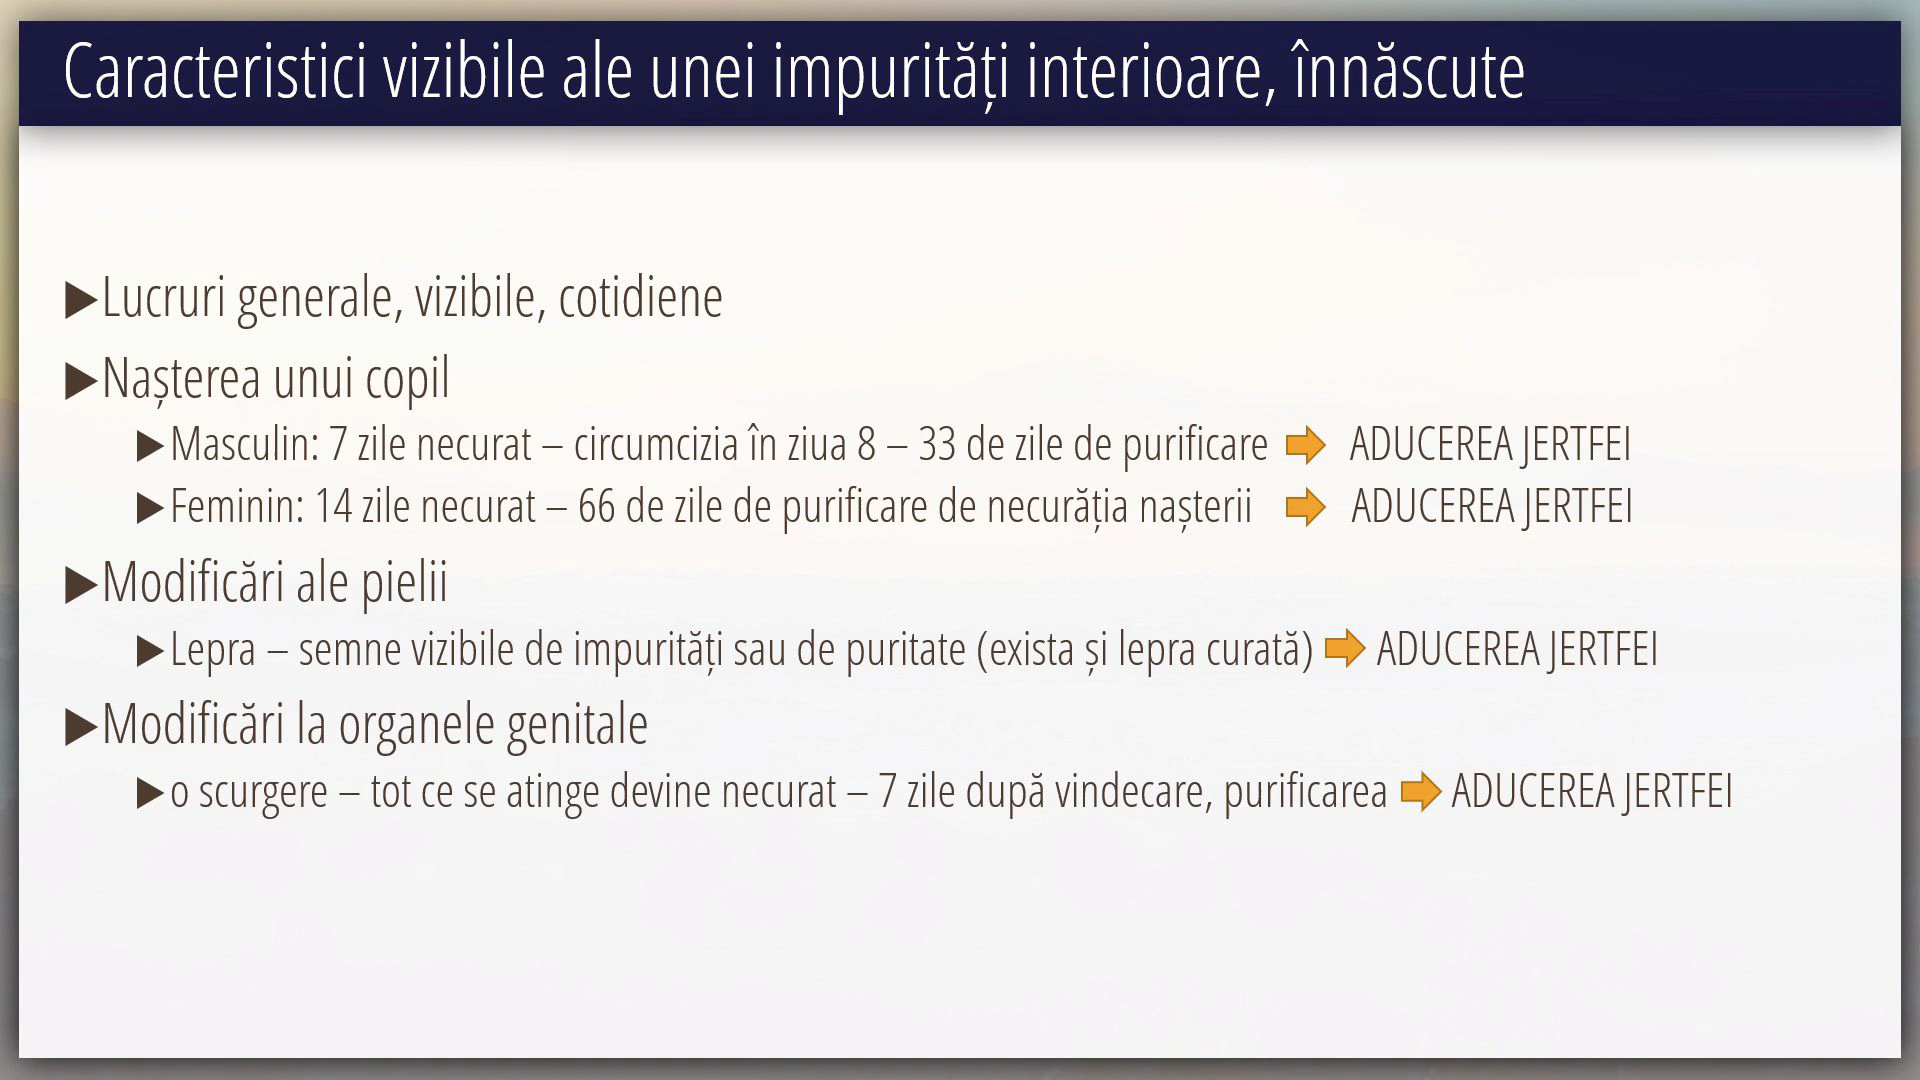 Caracteristici vizibile ale unei impurități interioare, înnăscute
Lucruri generale, vizibile, cotidiene
Nașterea unui copil
Masculin: 7 zile necurat – circumcizia în ziua 8 – 33 de zile de purificare ADUCEREA JERTFEI
Feminin: 14 zile necurat – 66 de zile de purificare de necurăția nașterii ADUCEREA JERTFEI
Modificări ale pielii
Lepra – semne vizibile de impurități sau de puritate (exista și lepra curată) ADUCEREA JERTFEI
Modificări la organele genitale
o scurgere – tot ce se atinge devine necurat – 7 zile după vindecare, purificarea ADUCEREA JERTFEI